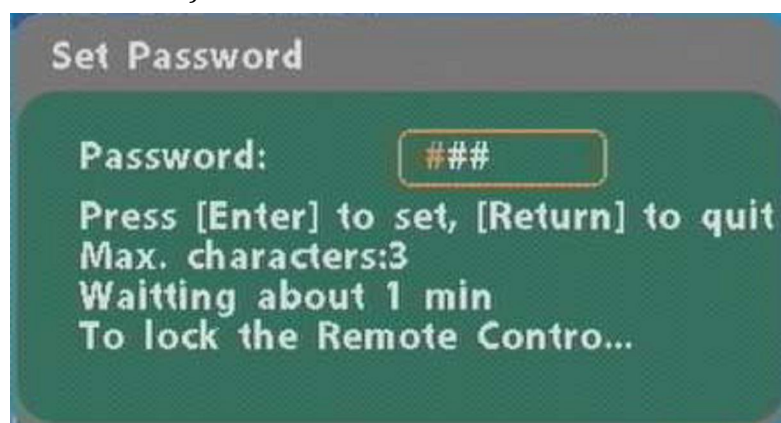 Set Password
Password: ###
Press [Enter] to set, [Return] to quit
Max. characters:3
Waitting about 1 min
To lock the Remote Contro...